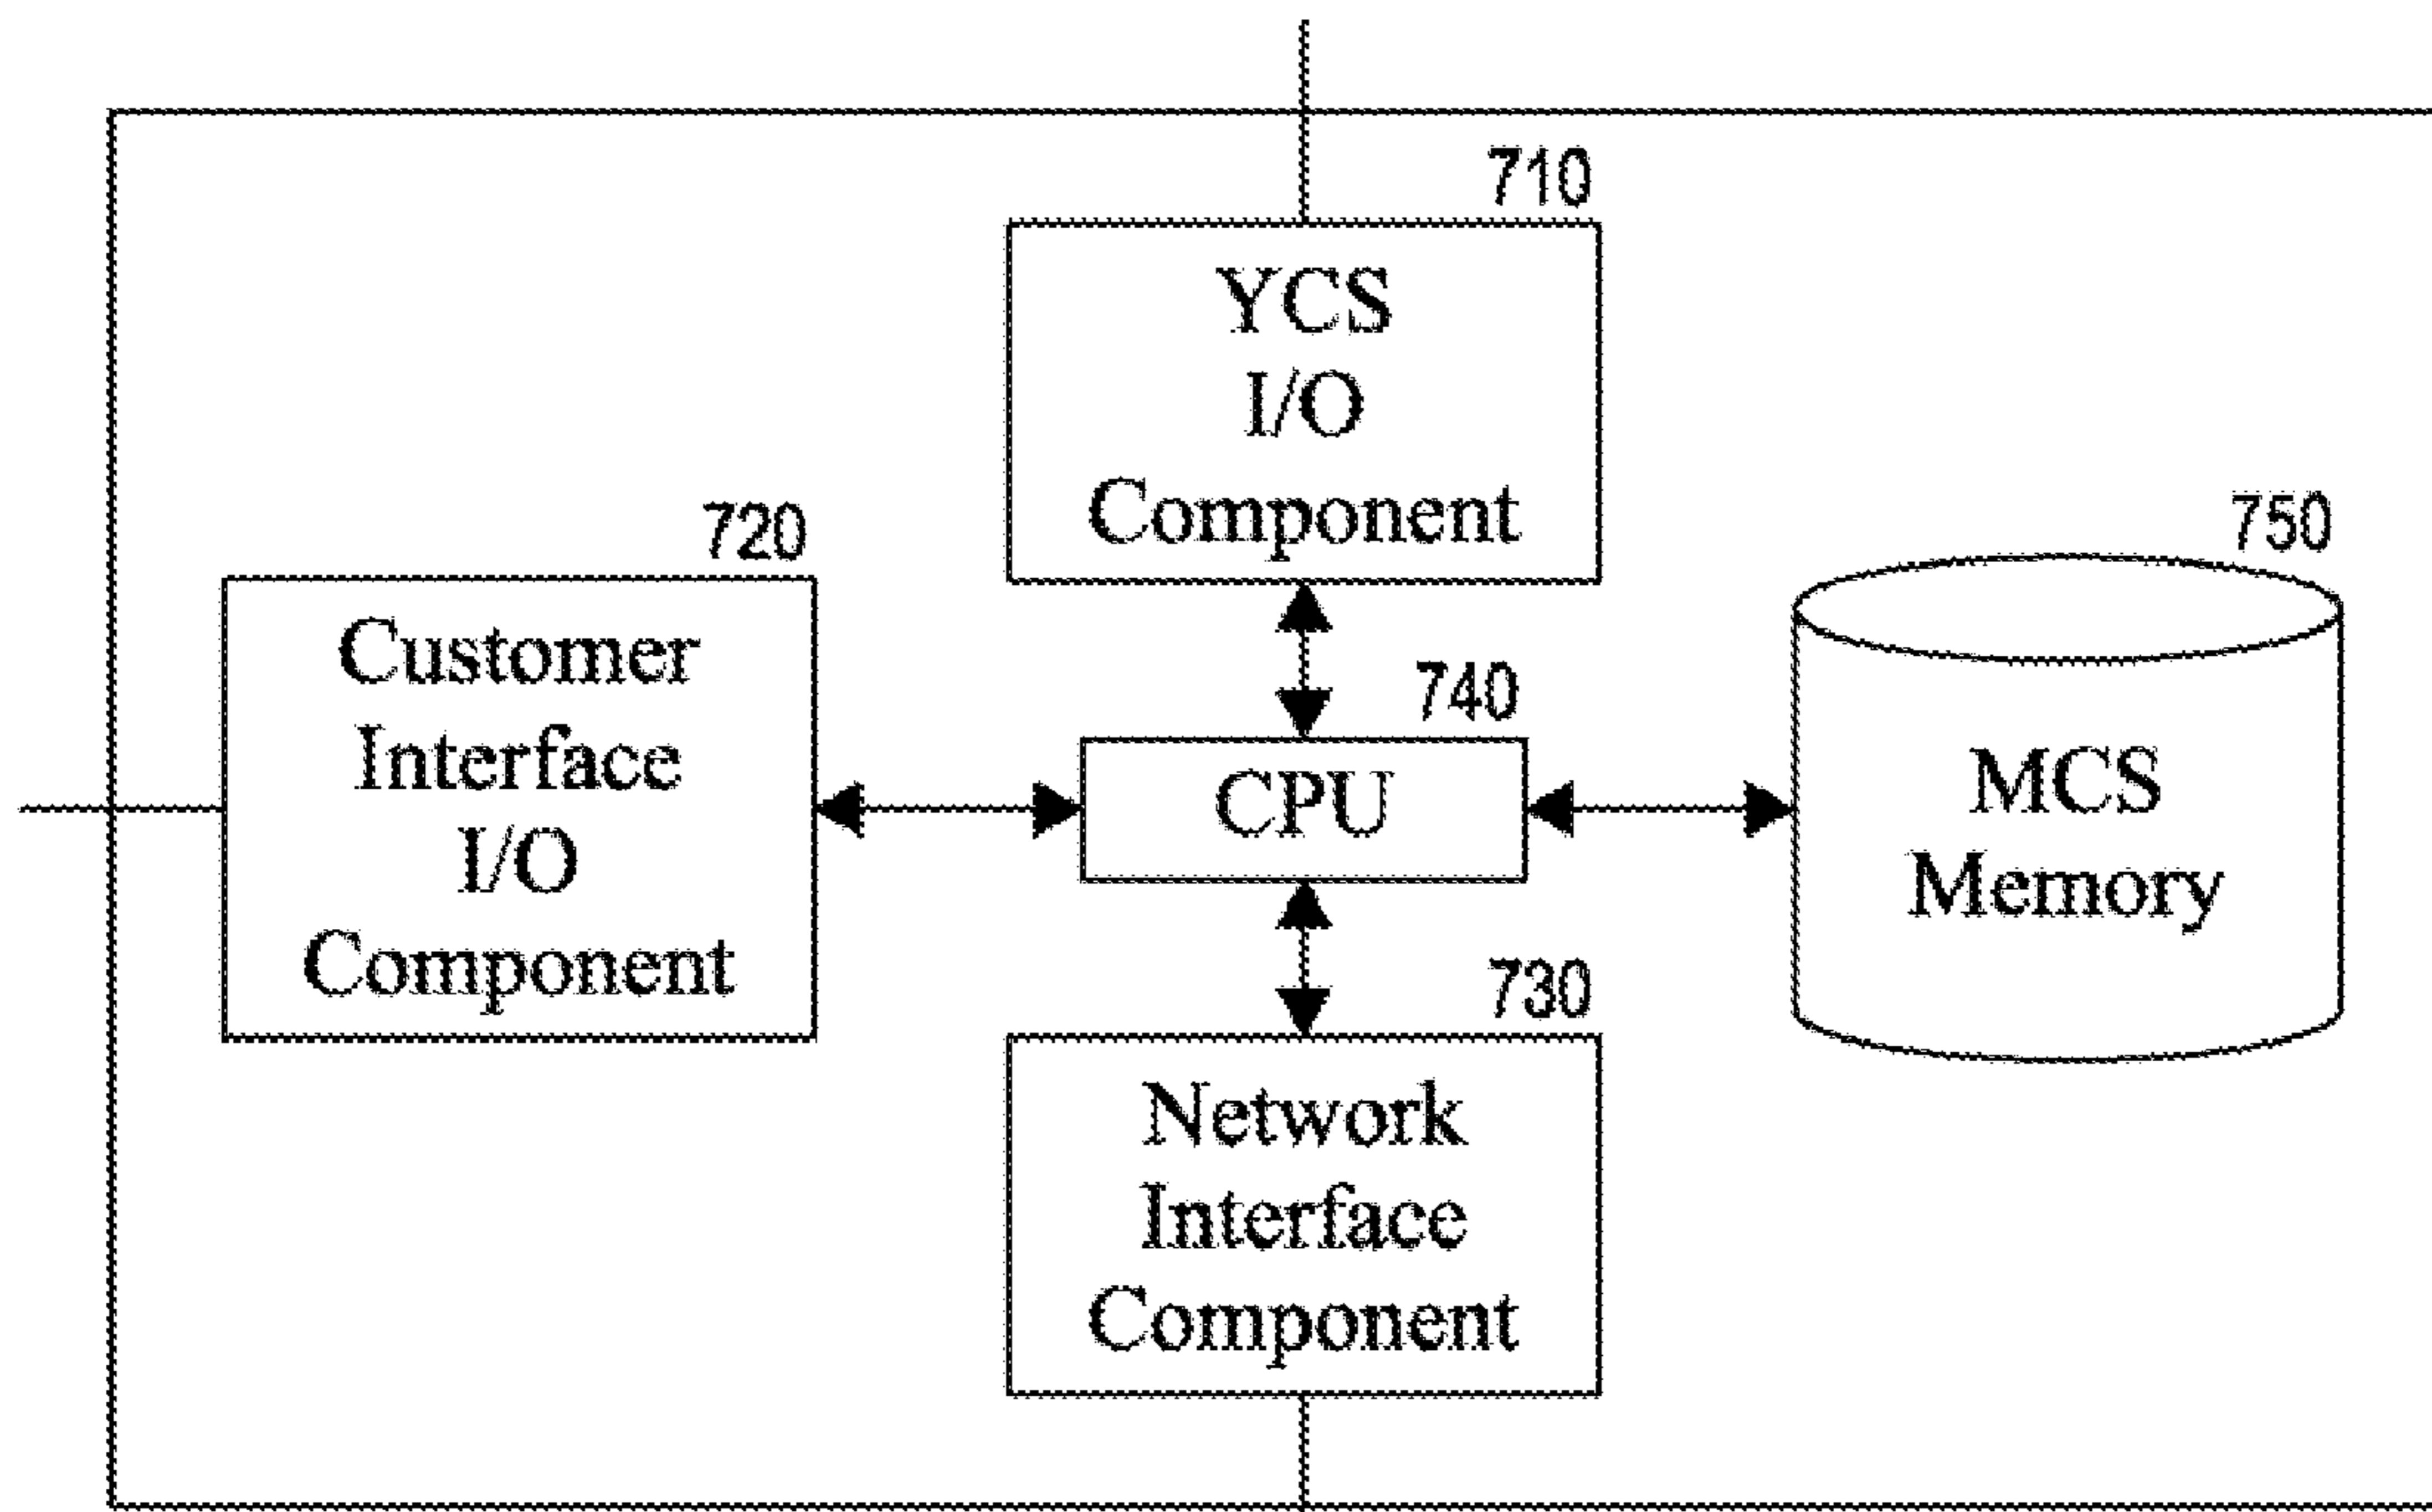 710
YCS
I/O
Component
720
Customer
Interface
I/O
Component
740
CPU
750
MCS
Memory
730
Network
Interface
Component